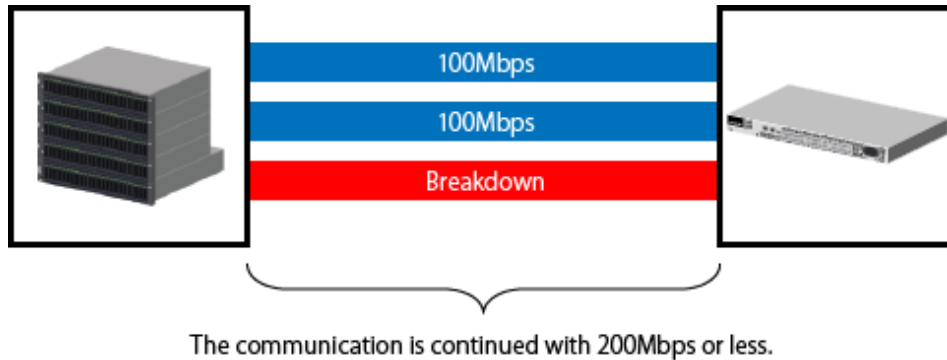 100Mbps
100Mbps
Breakdown
The communication is continued with 200Mbps or less.